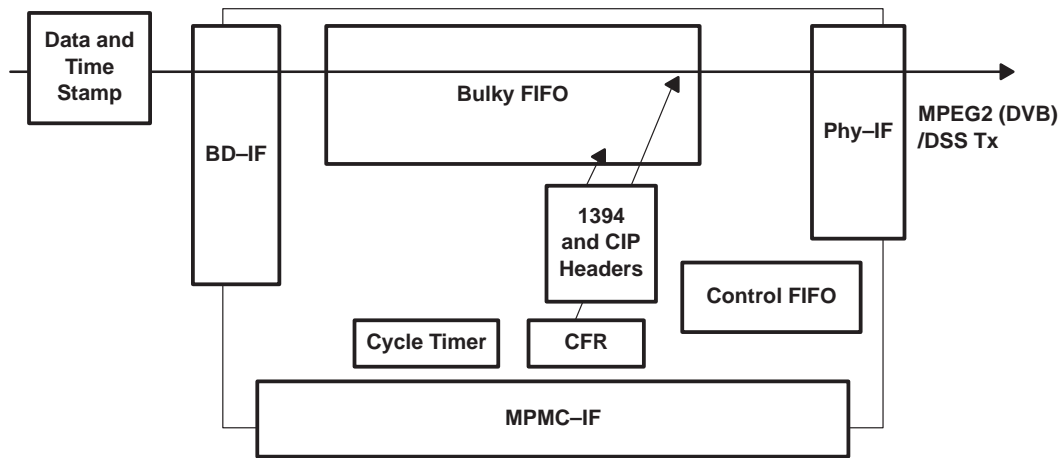 Data and
Time
Stamp
BD–IF
Bulky FIFO
Phy–IF
MPEG2 (DVB)
/DSS Tx
1394
and CIP
Headers
Control FIFO
Cycle Timer
CFR
MPMC–IF